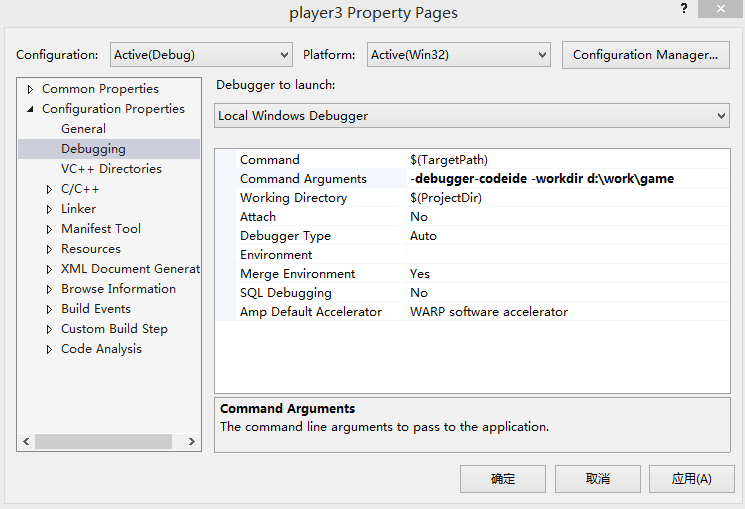 player3 Property Pages
? ×
Configuration: Active(Debug) Platform: Active(Win32) Configuration Manager...
Common Properties
Configuration Properties
General
Debugging
VC++ Directories
C/C++
Linker
Manifest Tool
Resources
XML Document Generat
Browse Information
Build Events
Custom Build Step
Code Analysis
Debugger to launch:
Local Windows Debugger
Command $(TargetPath)
Command Arguments -debugger-codeide -workdir d:\work\game
Working Directory $(ProjectDir)
Attach No
Debugger Type Auto
Environment
Merge Environment Yes
SQL Debugging No
Amp Default Accelerator WARP software accelerator
Command Arguments
The command line arguments to pass to the application.
确定 取消 应用(A)